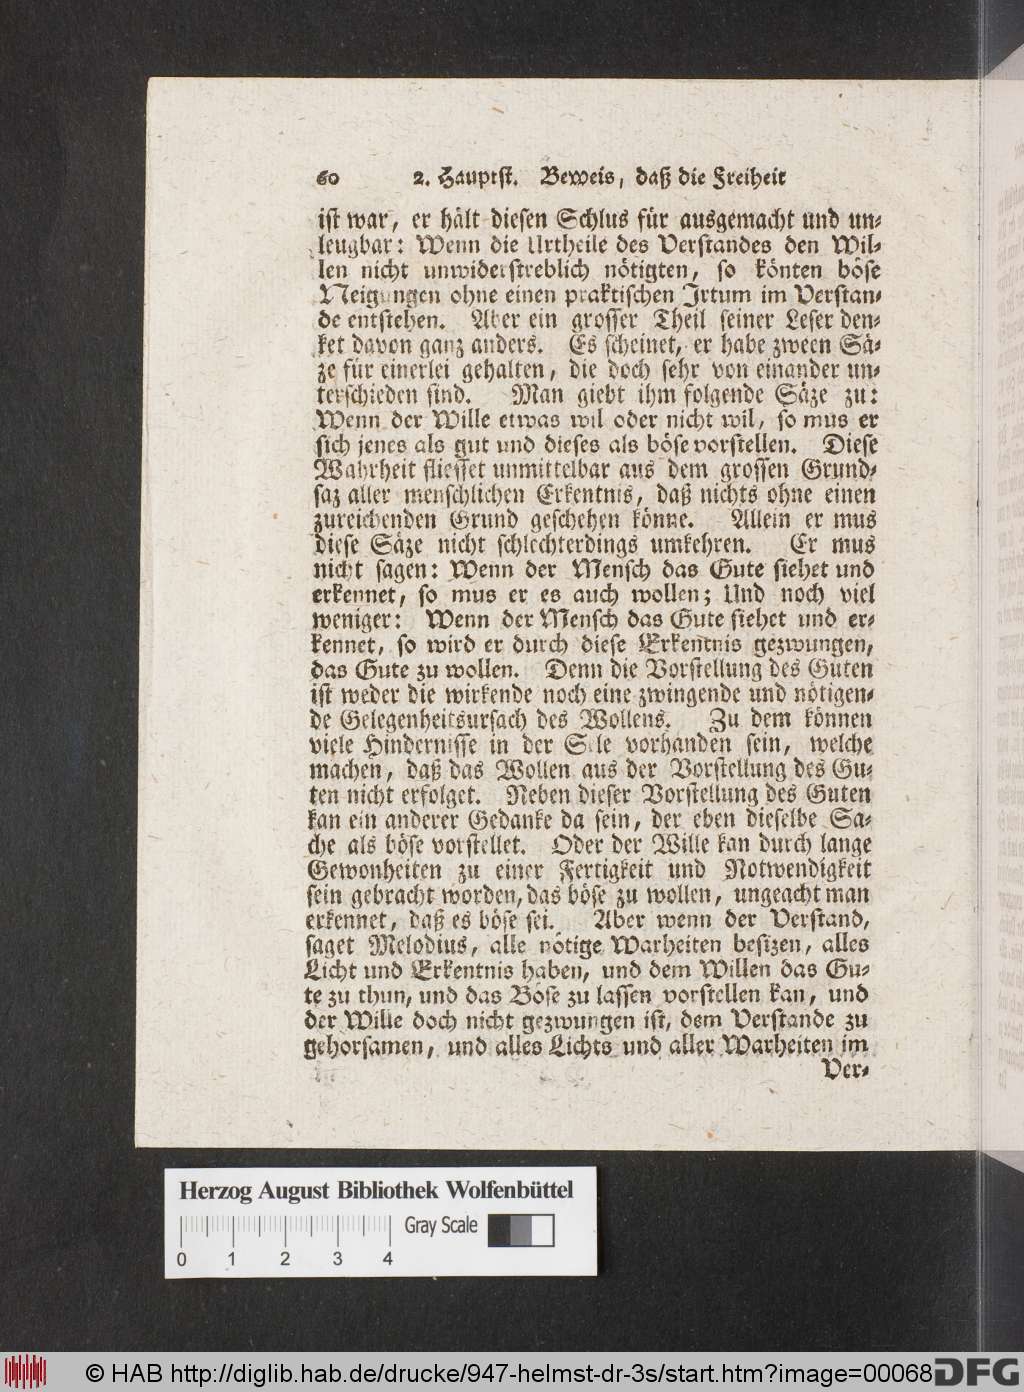 60 2. Hauptst. Beweis, daß die Freiheit
ist war, er hält diesen Schlus für ausgemacht und un-
leugbar: Wenn die Urtheile des Verstandes den Wil-
len nicht unwiderstreblich nötigten, so könten böse
Neigungen ohne einen praktischen Irtum im Verstan-
de entstehen. Aber ein grosser Theil seiner Leser den-
ket davon ganz anders. Es scheinet, er habe zween Sä-
ze für einerlei gehalten, die doch sehr von einander un-
terschieden sind. Man giebt ihm folgende Säze zu:
Wenn der Wille etwas wil oder nicht wil, so mus er
sich jenes als gut und dieses als böse vorstellen. Diese
Wahrheit fliesset unmittelbar aus dem grossen Grund-
saz aller menschlichen Erkentnis, daß nichts ohne einen
zureichenden Grund geschehen könne. Allein er mus
diese Säze nicht schlechterdings umkehren. Er mus
nicht sagen: Wenn der Mensch das Gute siehet und
erkennet, so mus er es auch wollen; Und noch viel
weniger: Wenn der Mensch das Gute siehet und er-
kennet, so wird er durch diese Erkentnis gezwungen,
das Gute zu wollen. Denn die Vorstellung des Guten
ist weder die wirkende noch eine zwingende und nötigen-
de Gelegenheitsursach des Wollens. Zu dem können
viele Hindernisse in der Sele vorhanden sein, welche
machen, daß das Wollen aus der Vorstellung des Gu-
ten nicht erfolget. Neben dieser Vorstellung des Guten
kan ein anderer Gedanke da sein, der eben dieselbe Sa-
che als böse vorstellet. Oder der Wille kan durch lange
Gewonheiten zu einer Fertigkeit und Notwendigkeit
sein gebracht worden, das böse zu wollen, ungeacht man
erkennet, daß es böse sei. Aber wenn der Verstand,
saget Melodius, alle nötige Warheiten besizen, alles
Licht und Erkentnis haben, und dem Willen das Gu-
te zu thun, und das Böse zu lassen vorstellen kan, und
der Wille doch nicht gezwungen ist, dem Verstande zu
gehorsamen, und alles Lichts und aller Warheiten im
Ver-
Herzog August Bibliothek Wolfenbüttel
Gray Scale
0 1 2 3 4
© HAB http://diglib.hab.de/drucke/947-helmst-dr-3s/start.htm?image=00068
DFG